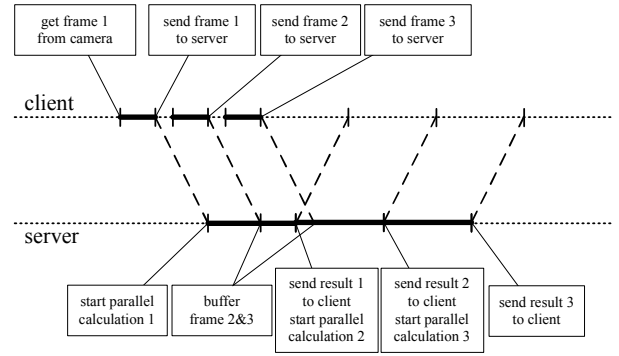 get frame 1
from camera
send frame 1
to server
send frame 2
to server
send frame 3
to server
client
server
start parallel
calculation 1
buffer
frame 2&3
send result 1
to client
start parallel
calculation 2
send result 2
to client
start parallel
calculation 3
send result 3
to client